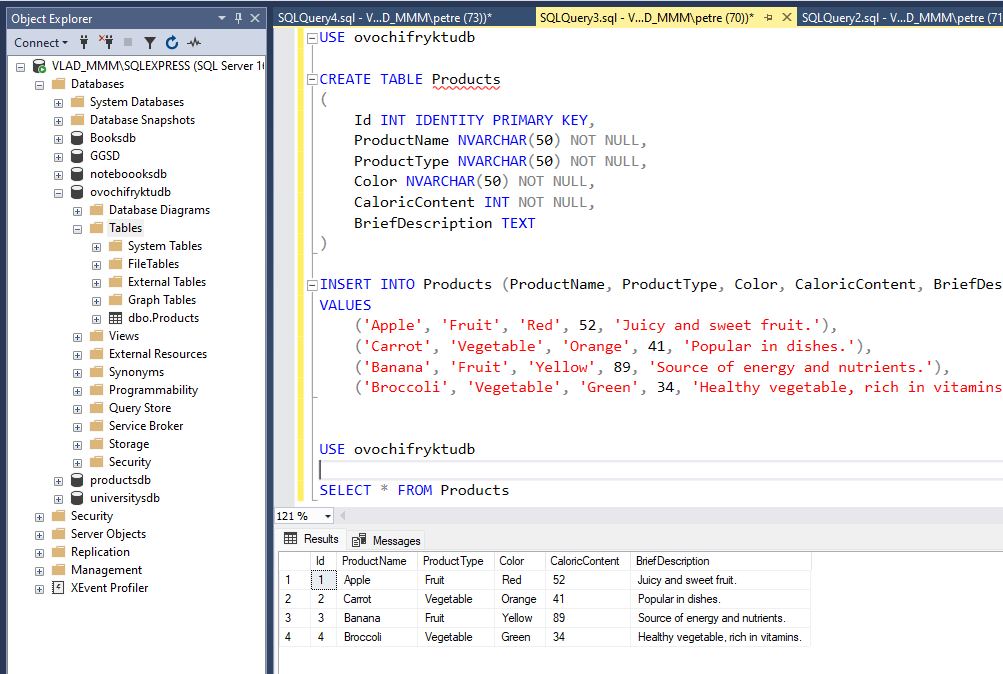 Object Explorer
Connect
VLAD_MMM\SQLEXPRESS (SQL Server 16
Databases
System Databases
Database Snapshots
Booksdb
GGSD
noteboooksdb
ovochifryktudb
Database Diagrams
Tables
System Tables
FileTables
External Tables
Graph Tables
dbo.Products
Views
External Resources
Synonyms
Programmability
Query Store
Service Broker
Storage
Security
productsdb
universitysdb
Security
Server Objects
Replication
Management
XEvent Profiler
SQLQuery4.sql - V...D_MMM\petre (73))* SQLQuery3.sql - V...D_MMM\petre (70))* SQLQuery2.sql - V...D_MMM\petre (71
USE ovochifryktudb
CREATE TABLE Products
(
Id INT IDENTITY PRIMARY KEY,
ProductName NVARCHAR(50) NOT NULL,
ProductType NVARCHAR(50) NOT NULL,
Color NVARCHAR(50) NOT NULL,
CaloricContent INT NOT NULL,
BriefDescription TEXT
)
INSERT INTO Products (ProductName, ProductType, Color, CaloricContent, BriefDes
VALUES
('Apple', 'Fruit', 'Red', 52, 'Juicy and sweet fruit.'),
('Carrot', 'Vegetable', 'Orange', 41, 'Popular in dishes.'),
('Banana', 'Fruit', 'Yellow', 89, 'Source of energy and nutrients.'),
('Broccoli', 'Vegetable', 'Green', 34, 'Healthy vegetable, rich in vitamins
USE ovochifryktudb
SELECT * FROM Products
121 %
Results Messages
Id ProductName ProductType Color CaloricContent BriefDescription
1 1 Apple Fruit Red 52 Juicy and sweet fruit.
2 2 Carrot Vegetable Orange 41 Popular in dishes.
3 3 Banana Fruit Yellow 89 Source of energy and nutrients.
4 4 Broccoli Vegetable Green 34 Healthy vegetable, rich in vitamins.